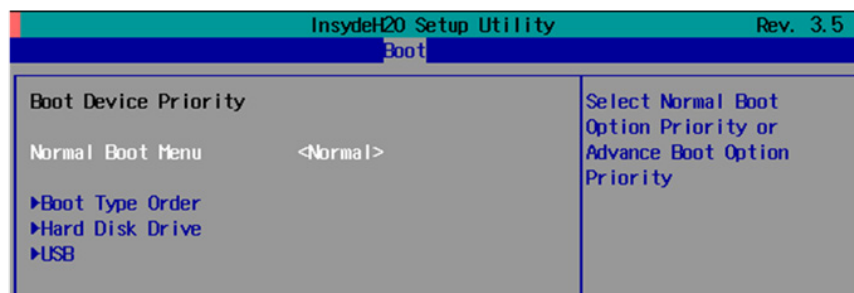 InsydeH20 Setup Utility Rev. 3.5
Boot
Boot Device Priority
Normal Boot Menu <Normal>
▶Boot Type Order
▶Hard Disk Drive
▶USB
Select Normal Boot
Option Priority or
Advance Boot Option
Priority